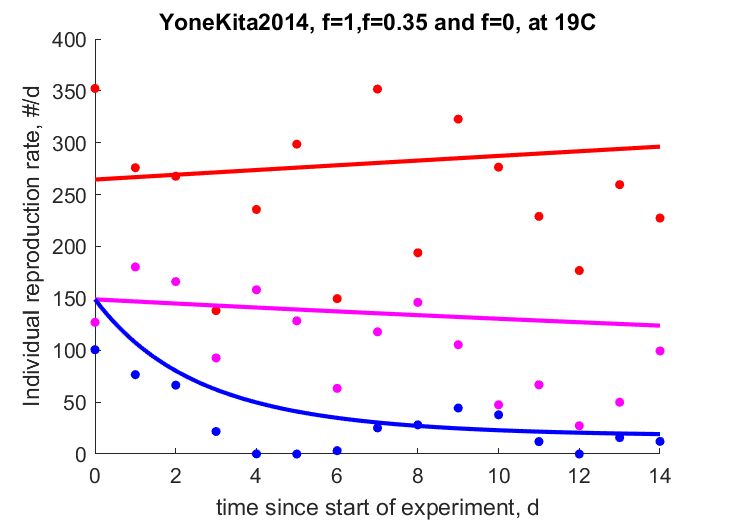 YoneKita2014, f=1,f=0.35 and f=0, at 19C
Individual reproduction rate, #/d
400
350
300
250
200
150
100
50
0
0 2 4 6 8 10 12 14
time since start of experiment, d